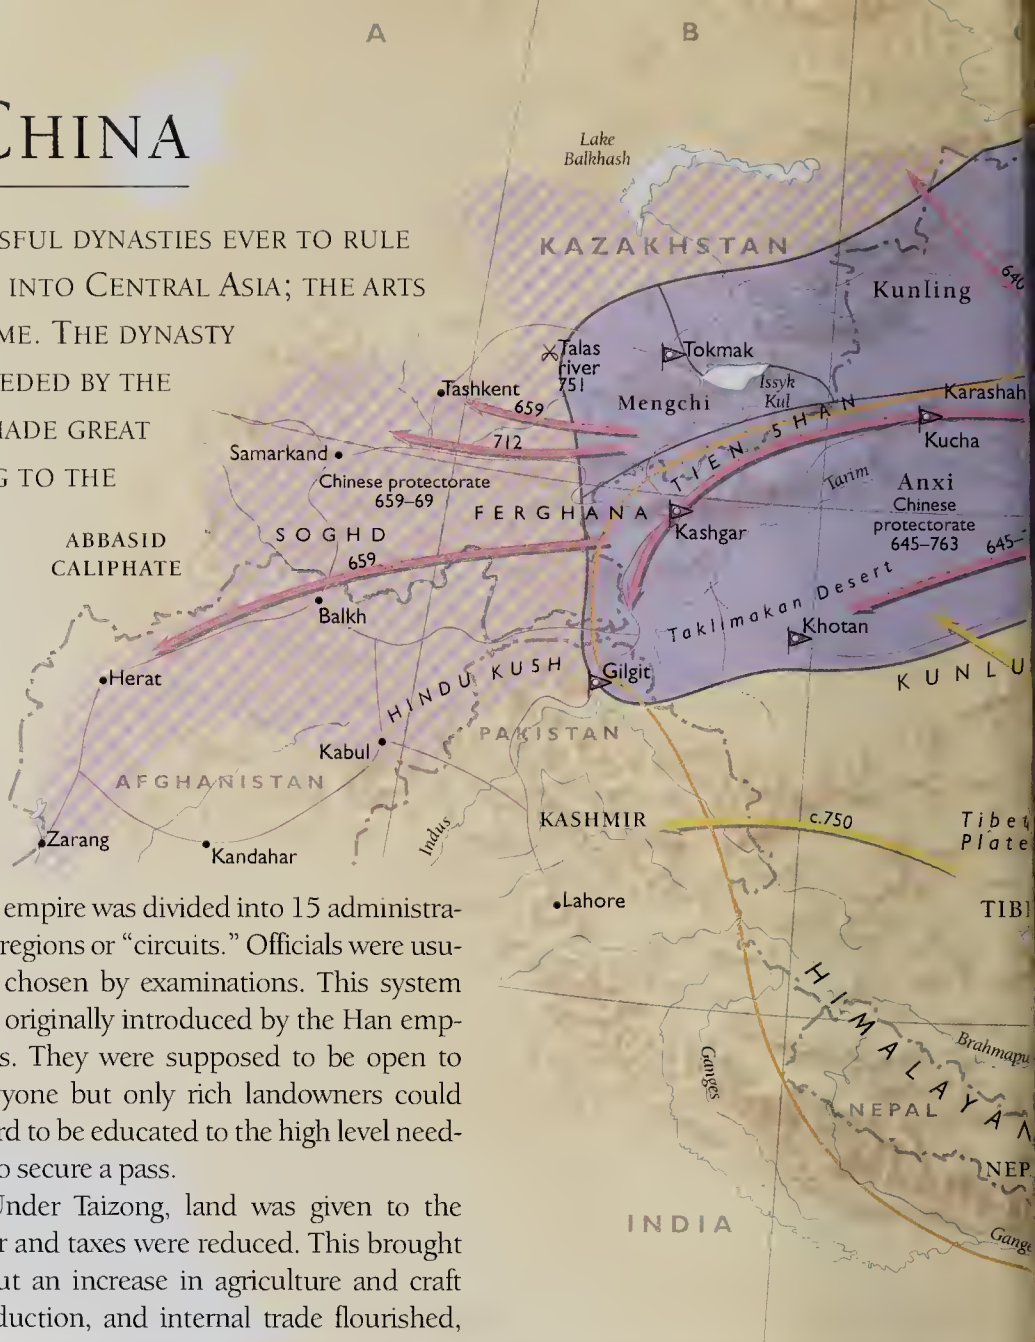 A
B
CHINA
SFUL DYNASTIES EVER TO RULE
INTO CENTRAL ASIA; THE ARTS
ME. THE DYNASTY
EDED BY THE
MADE GREAT
G TO THE
Lake
Balkhash
KAZAKHSTAN
640
Kunling
Talas
river
751
Tokmak
Issyk
Kul
Tashkent
659
Mengchi
Karashah
712
TIEN SHAN
Kucha
Samarkand
Chinese protectorate
659–69
Tarim
Anxi
Chinese
protectorate
645–763
FERGHANA
Kashgar
SOGHD
ABBASID
CALIPHATE
659
645–
Taklimakan Desert
Balkh
Khotan
Herat
HINDU KUSH
Gilgit
KUNLU
PAKISTAN
Kabul
AFGHANISTAN
Indus
KASHMIR
c.750
Tibet
Plate
Zarang
Kandahar
Lahore
TIB
empire was divided into 15 administra-
regions or “circuits.” Officials were usu-
chosen by examinations. This system
originally introduced by the Han emp-
s. They were supposed to be open to
yone but only rich landowners could
rd to be educated to the high level need-
o secure a pass.
Under Taizong, land was given to the
r and taxes were reduced. This brought
ut an increase in agriculture and craft
duction, and internal trade flourished,
HIMALAYA
Brahmapu
Ganges
NEPAL
NEP
INDIA
Gange